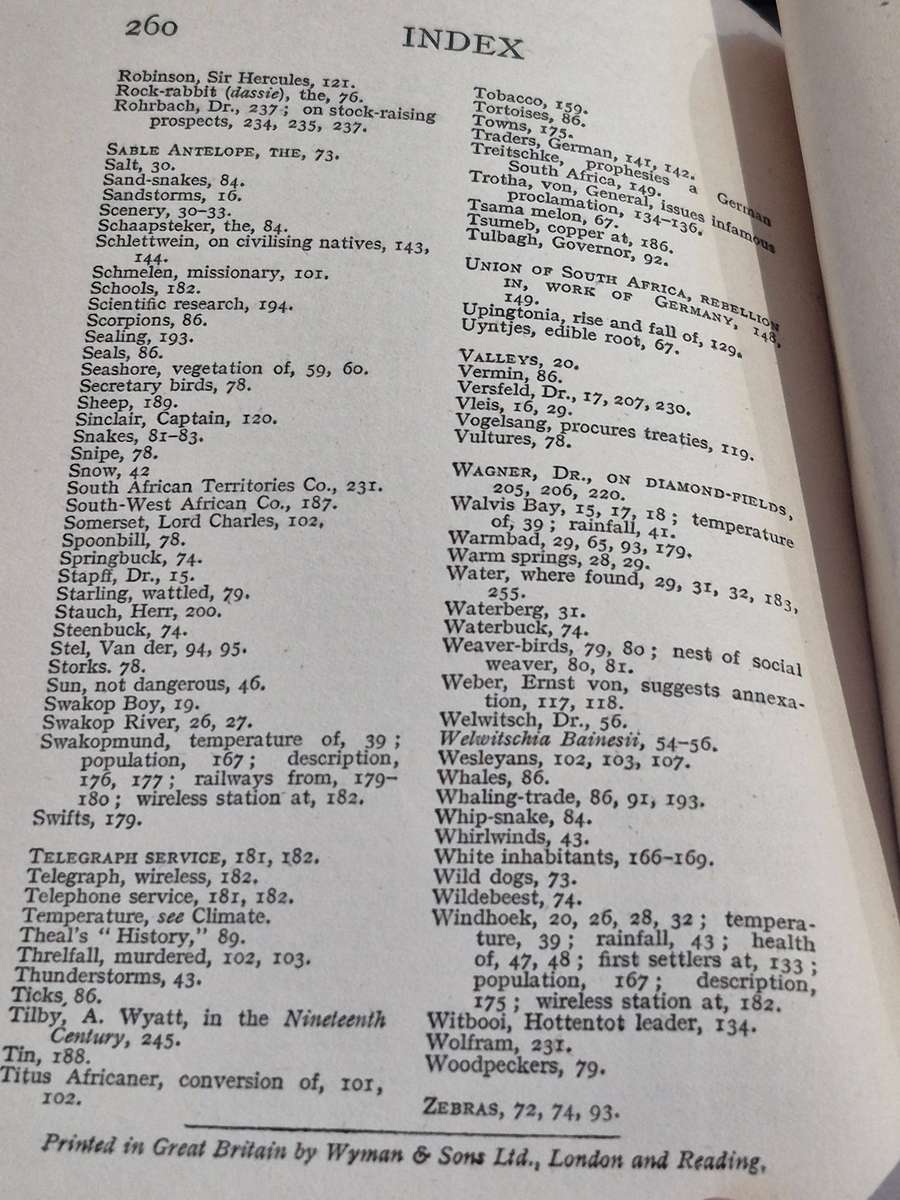 260
INDEX
Robinson, Sir Hercules, 121.
Rock-rabbit (dassie), the, 76.
Rohrbach, Dr., 237; on stock-raising
prospects, 234, 235, 237.
SABLE ANTELOPE, THE, 73.
Salt, 30.
Sand-snakes, 84.
Sandstorms, 16.
Scenery, 30–33.
Schaapsteker, the, 84.
Schlettwein, on civilising natives, 143,
144.
Schmelen, missionary, 101.
Schools, 182.
Scientific research, 194.
Scorpions, 86.
Sealing, 193.
Seals, 86.
Seashore, vegetation of, 59, 60.
Secretary birds, 78.
Sheep, 189.
Sinclair, Captain, 120.
Snakes, 81–83.
Snipe, 78.
Snow, 42
South African Territories Co., 231.
South-West African Co., 187.
Somerset, Lord Charles, 102,
Spoonbill, 78.
Springbuck, 74.
Stapff, Dr., 15.
Starling, wattled, 79.
Stauch, Herr, 200.
Steenbuck, 74.
Stel, Van der, 94, 95.
Storks. 78.
Sun, not dangerous, 46.
Swakop Boy, 19.
Swakop River, 26, 27.
Swakopmund, temperature of, 39;
population, 167; description,
176, 177; railways from, 179–
180; wireless station at, 182.
Swifts, 179.
TELEGRAPH SERVICE, 181, 182.
Telegraph, wireless, 182.
Telephone service, 181, 182.
Temperature, see Climate.
Theal's "History," 89.
Threlfall, murdered, 102, 103.
Thunderstorms, 43.
Ticks, 86.
Tilby, A. Wyatt, in the Nineteenth
Century, 245.
Tin, 188.
Titus Africaner, conversion of, 101,
102.
Tobacco, 159.
Tortoises, 86.
Towns, 175.
Traders, German, 141, 142.
Treitschke, prophesies a German
South Africa, 149.
Trotha, von, General, issues infamous
proclamation, 134–136.
Tsama melon, 67.
Tsumeb, copper at, 186.
Tulbagh, Governor, 92.
UNION OF SOUTH AFRICA, REBELLION
IN, WORK OF GERMANY, 148,
149.
Upingtonia, rise and fall of, 129.
Uyntjes, edible root, 67.
VALLEYS, 20.
Vermin, 86.
Versfeld, Dr., 17, 207, 230.
Vleis, 16, 29.
Vogelsang, procures treaties, 119.
Vultures, 78.
WAGNER, DR., ON DIAMOND-FIELDS,
205, 206, 220.
Walvis Bay, 15, 17, 18; temperature
of, 39; rainfall, 41.
Warmbad, 29, 65, 93, 179.
Warm springs, 28, 29.
Water, where found, 29, 31, 32, 183,
255.
Waterberg, 31.
Waterbuck, 74.
Weaver-birds, 79, 80; nest of social
weaver, 80, 81.
Weber, Ernst von, suggests annexa-
tion, 117, 118.
Welwitsch, Dr., 56.
Welwitschia Bainesii, 54–56.
Wesleyans, 102, 103, 107.
Whales, 86.
Whaling-trade, 86, 91, 193.
Whip-snake, 84.
Whirlwinds, 43.
White inhabitants, 166–169.
Wild dogs, 73.
Wildebeest, 74.
Windhoek, 20, 26, 28, 32; tempera-
ture, 39; rainfall, 43; health
of, 47, 48; first settlers at, 133;
population, 167; description,
175; wireless station at, 182.
Witbooi, Hottentot leader, 134.
Wolfram, 231.
Woodpeckers, 79.
ZEBRAS, 72, 74, 93.
Printed in Great Britain by Wyman & Sons Ltd., London and Reading.